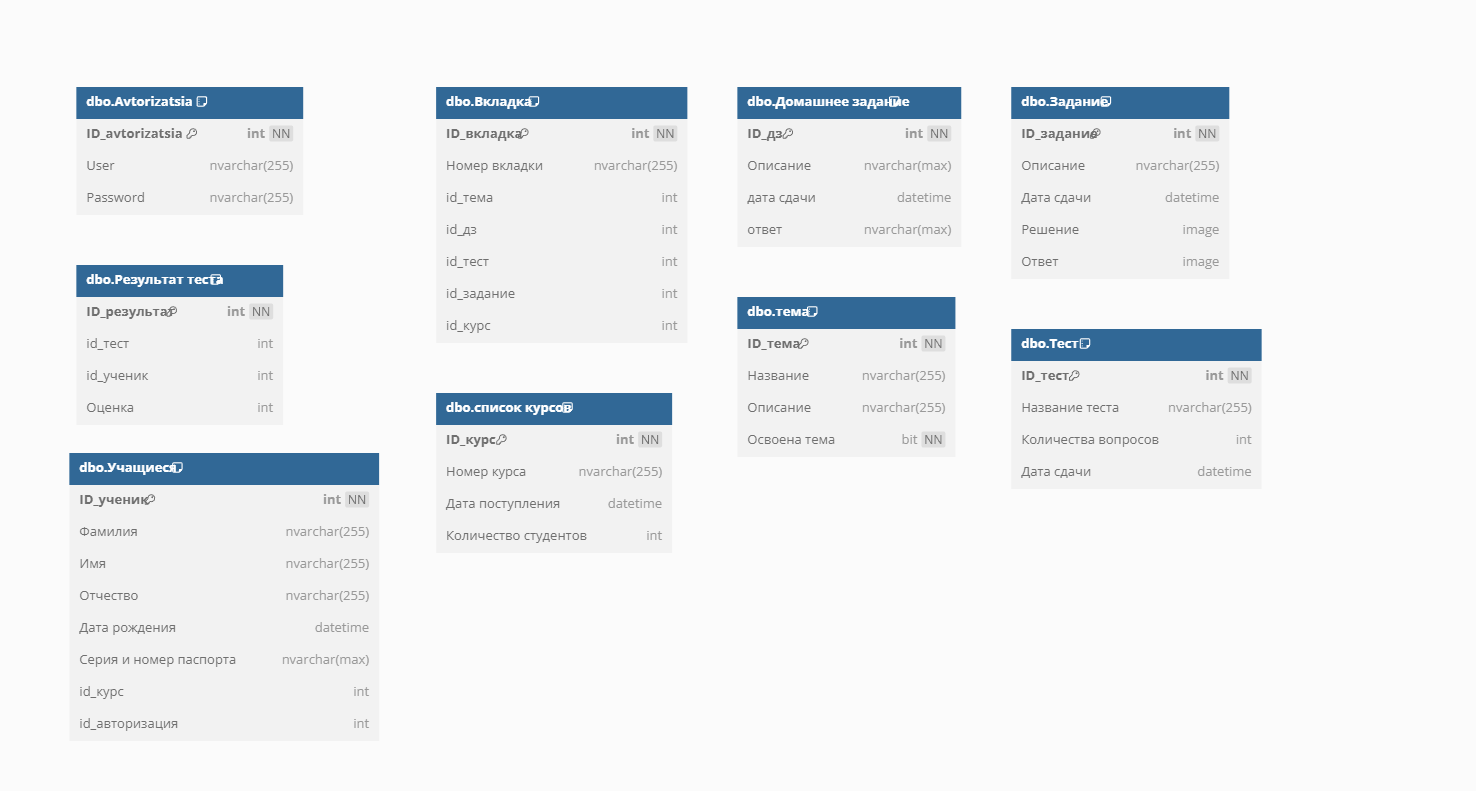 dbo.Avtorizatsia
ID_avtorizatsia int NN
User nvarchar(255)
Password nvarchar(255)
dbo.Результат теста
ID_результат int NN
id_тест int
id_ученик int
Оценка int
dbo.Учащиеся
ID_ученик int NN
Фамилия nvarchar(255)
Имя nvarchar(255)
Отчество nvarchar(255)
Дата рождения datetime
Серия и номер паспорта nvarchar(max)
id_курс int
id_авторизация int
dbo.Вкладка
ID_вкладка int NN
Номер вкладки nvarchar(255)
id_тема int
id_дз int
id_тест int
id_задание int
id_курс int
dbo.список курсов
ID_курс int NN
Номер курса nvarchar(255)
Дата поступления datetime
Количество студентов int
dbo.Домашнее задание
ID_дз int NN
Описание nvarchar(max)
дата сдачи datetime
ответ nvarchar(max)
dbo.тема
ID_тема int NN
Название nvarchar(255)
Описание nvarchar(255)
Освоена тема bit NN
dbo.Задание
ID_задание int NN
Описание nvarchar(255)
Дата сдачи datetime
Решение image
Ответ image
dbo.Тест
ID_тест int NN
Название теста nvarchar(255)
Количества вопросов int
Дата сдачи datetime